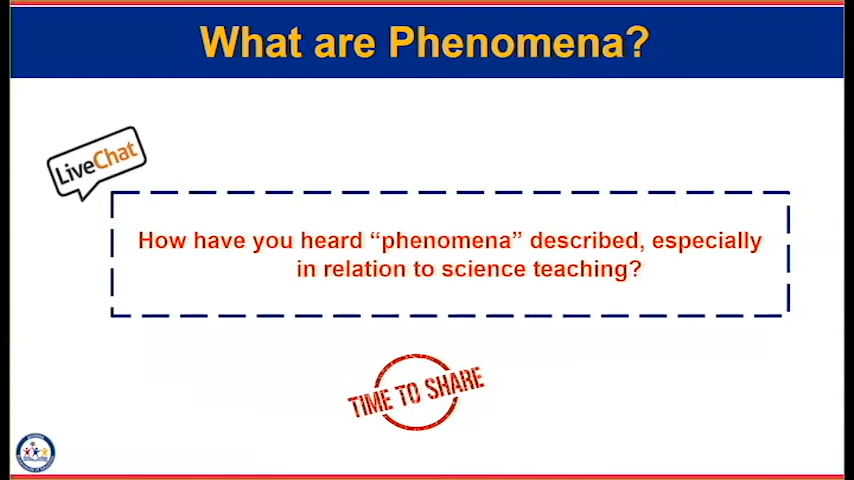 What are Phenomena?
LiveChat
How have you heard “phenomena” described, especially
in relation to science teaching?
TIME TO SHARE